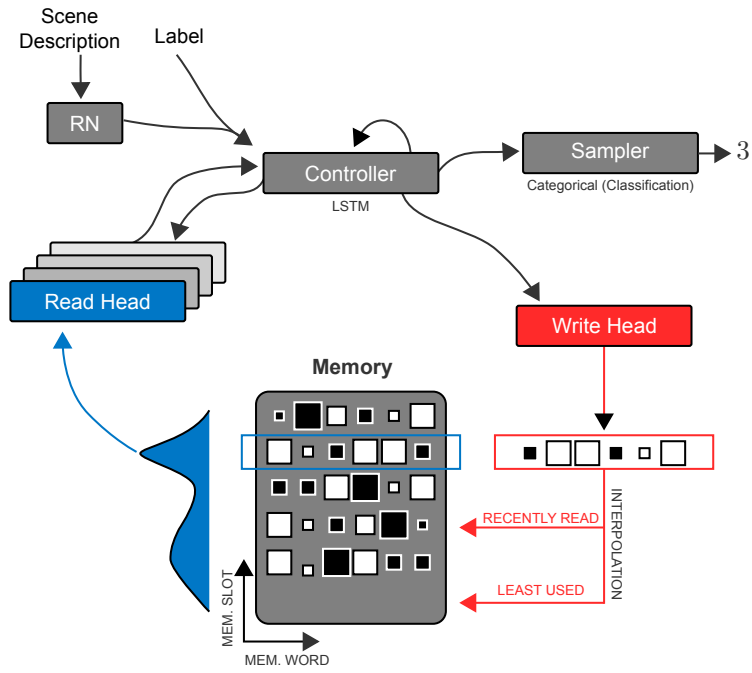 Scene
Description
Label
RN
Controller
LSTM
Sampler
3
Categorical (Classification)
Read Head
Write Head
Memory
RECENTLY READ
INTERPOLATION
LEAST USED
MEM. SLOT
MEM. WORD